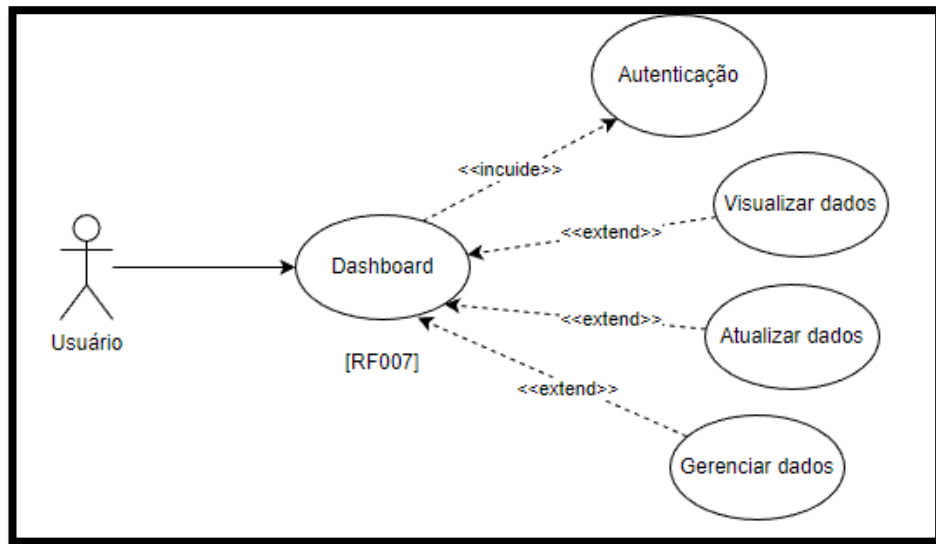 Autenticação
<<incuide>>
Visualizar dados
<<extend>>
Dashboard
Usuário
[RF007]
<<extend>>
Atualizar dados
<<extend>>
Gerenciar dados